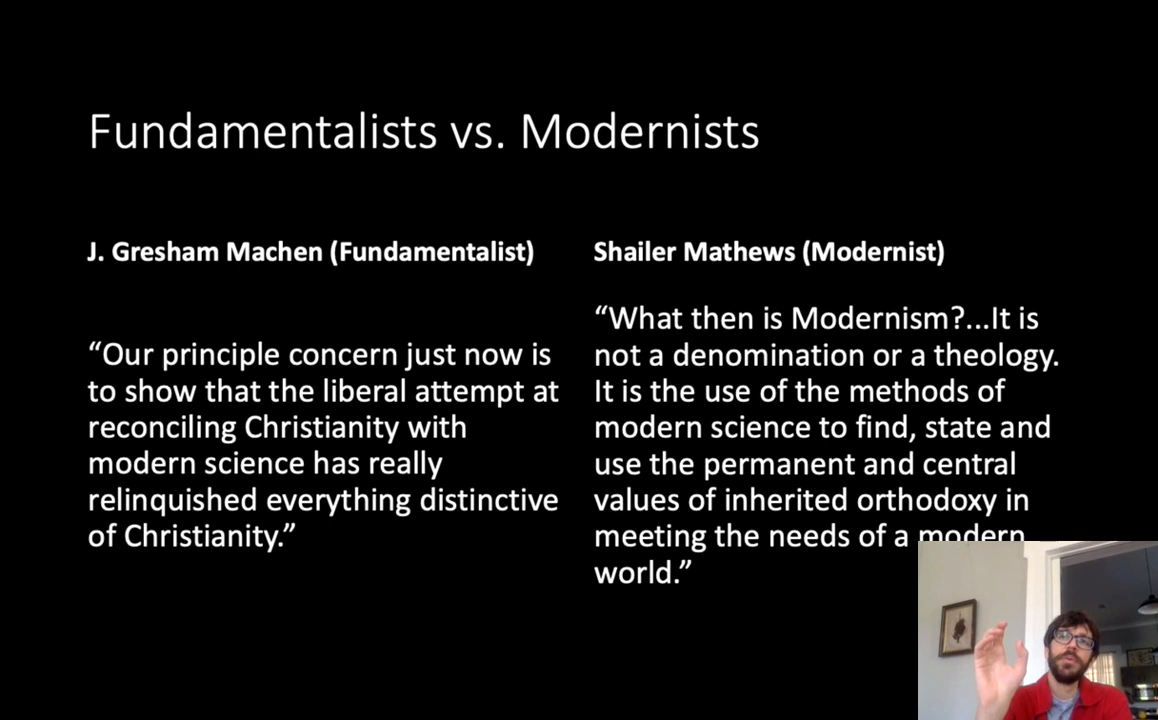 Fundamentalists vs. Modernists
J. Gresham Machen (Fundamentalist)
“Our principle concern just now is
to show that the liberal attempt at
reconciling Christianity with
modern science has really
relinquished everything distinctive
of Christianity.”
Shailer Mathews (Modernist)
“What then is Modernism?...It is
not a denomination or a theology.
It is the use of the methods of
modern science to find, state and
use the permanent and central
values of inherited orthodoxy in
meeting the needs of a modern
world.”